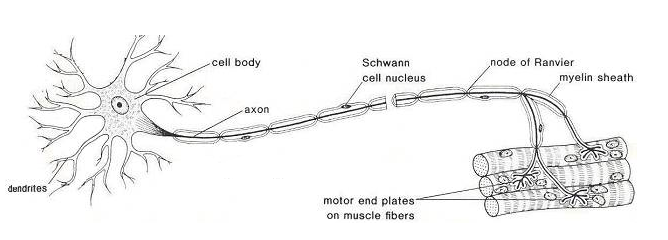 cell body
Schwann
cell nucleus
node of Ranvier
myelin sheath
axon
dendrites
motor end plates
on muscle fibers